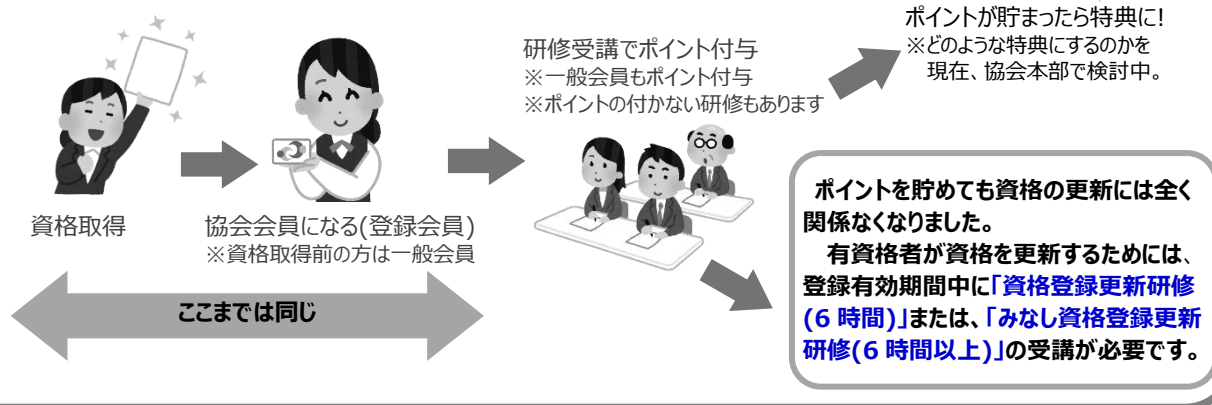 ポイントが貯まったら特典に!
※どのような特典にするのかを
現在、協会本部で検討中。
研修受講でポイント付与
※一般会員もポイント付与
※ポイントの付かない研修もあります
資格取得
協会会員になる(登録会員)
※資格取得前の方は一般会員
ここまでは同じ
ポイントを貯めても資格の更新には全く
関係なくなりました。
有資格者が資格を更新するためには、
登録有効期間中に「資格登録更新研修
(6 時間)」または、「みなし資格登録更新
研修(6 時間以上)」の受講が必要です。